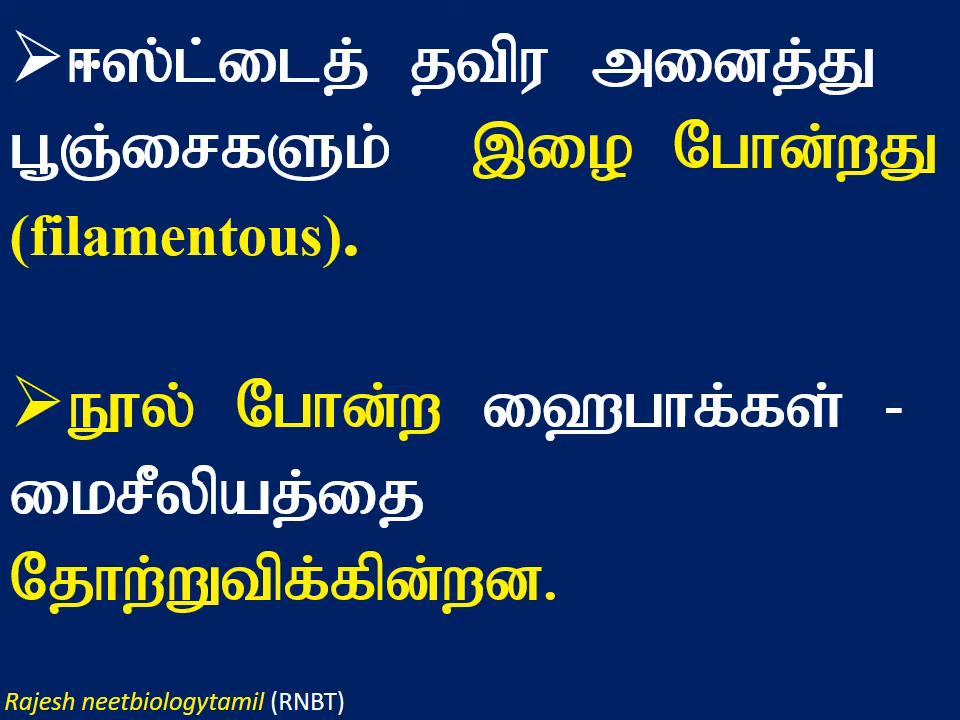 ➢ஈஸ்ட்டைத் தவிர அனைத்து
பூஞ்சைகளும் இழை போன்றது
(filamentous).
➢நூல் போன்ற ஹைபாக்கள் -
மைசீலியத்தை
தோற்றுவிக்கின்றன.
Rajesh neetbiologytamil (RNBT)